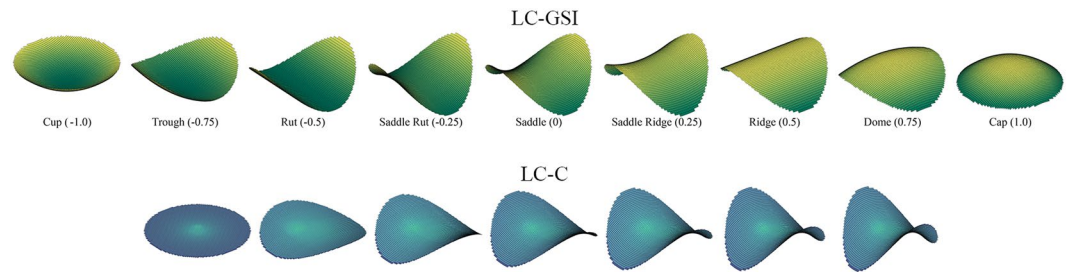 LC-GSI
Cup (-1.0) Trough (-0.75) Rut (-0.5) Saddle Rut (-0.25) Saddle (0) Saddle Ridge (0.25) Ridge (0.5) Dome (0.75) Cap (1.0)
LC-C